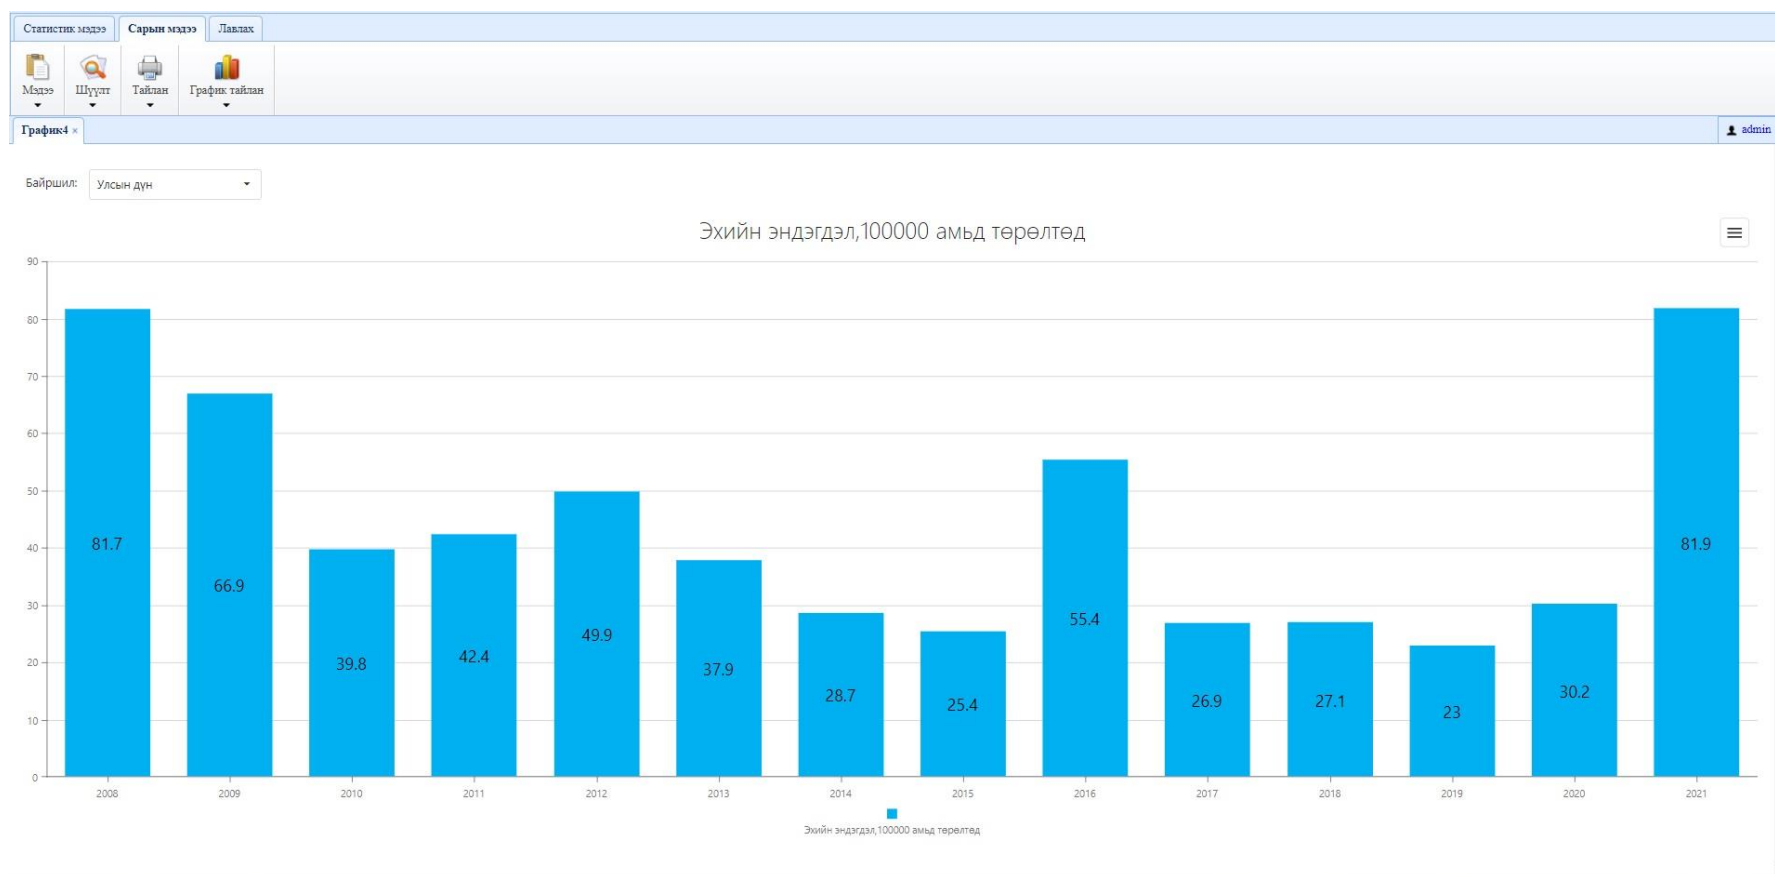 Статистик мэдээ Сарын мэдээ Лавлах
Мэдээ Шүүлт Тайлан График тайлан
График4 × admin
Байршил: Улсын дүн
Эхийн эндэгдэл,100000 амьд төрөлтөд
90
80
70
60
50
40
30
20
10
0
81.7 66.9 39.8 42.4 49.9 37.9 28.7 25.4 55.4 26.9 27.1 23 30.2 81.9
2008 2009 2010 2011 2012 2013 2014 2015 2016 2017 2018 2019 2020 2021
Эхийн эндэгдэл,100000 амьд төрөлтөд